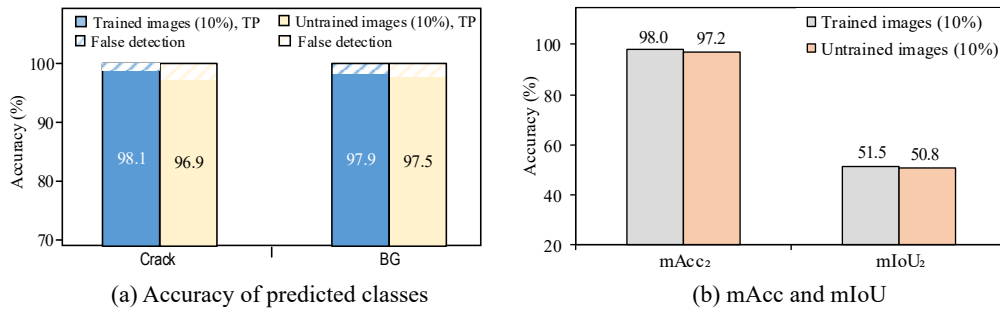 Trained images (10%), TP
Untrained images (10%), TP
False detection
False detection
Accuracy (%)
100
90
80
70
98.1
96.9
97.9
97.5
Crack
BG
(a) Accuracy of predicted classes
Trained images (10%)
Untrained images (10%)
Accuracy (%)
100
80
60
40
20
98.0
97.2
51.5
50.8
mAcc₂
mIoU₂
(b) mAcc and mIoU